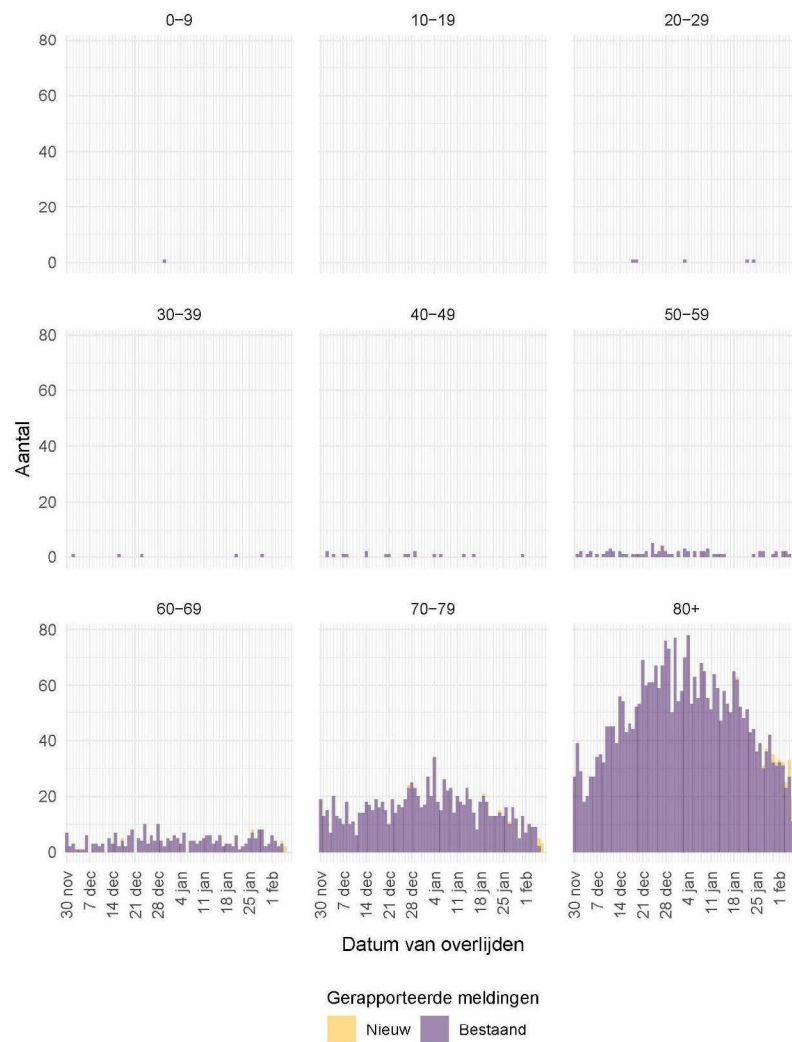 0–9
10–19
20–29
80
60
40
20
0
30–39
40–49
50–59
80
60
40
20
0
Aantal
60–69
70–79
80+
80
60
40
20
0
30 nov
7 dec
14 dec
21 dec
28 dec
4 jan
11 jan
18 jan
25 jan
1 feb
30 nov
7 dec
14 dec
21 dec
28 dec
4 jan
11 jan
18 jan
25 jan
1 feb
30 nov
7 dec
14 dec
21 dec
28 dec
4 jan
11 jan
18 jan
25 jan
1 feb
Datum van overlijden
Gerapporteerde meldingen
Nieuw
Bestaand